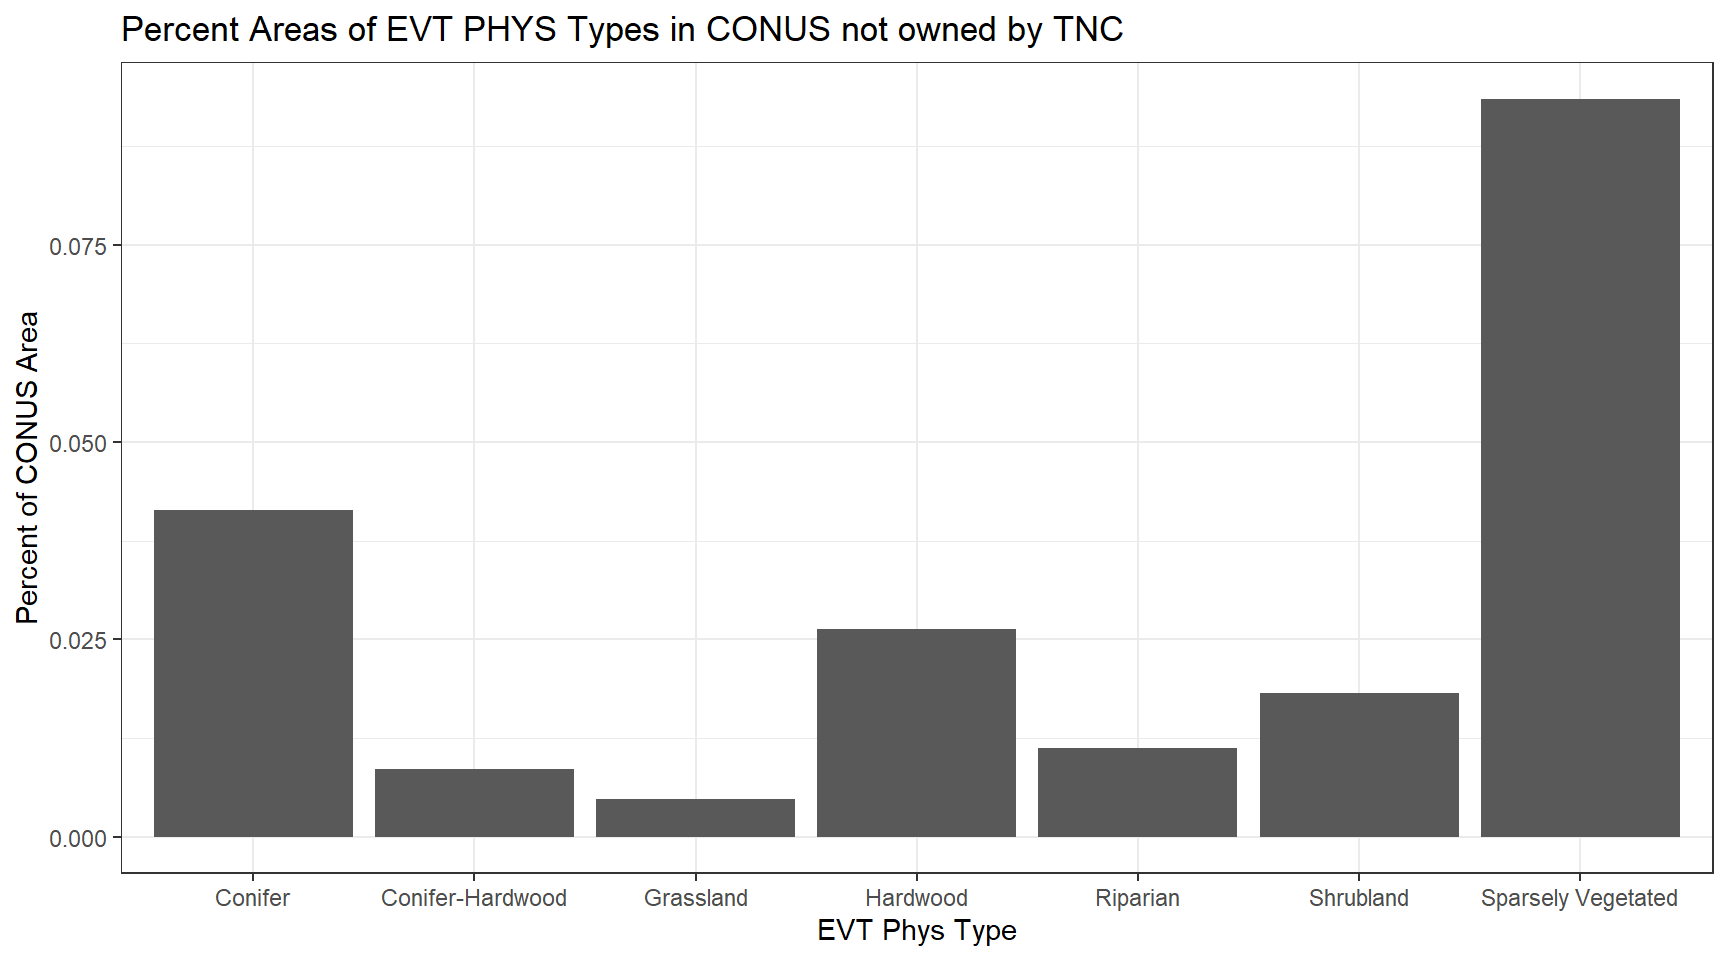 Percent Areas of EVT PHYS Types in CONUS not owned by TNC
Percent of CONUS Area
0.075
0.050
0.025
0.000
Conifer Conifer-Hardwood Grassland Hardwood Riparian Shrubland Sparsely Vegetated
EVT Phys Type